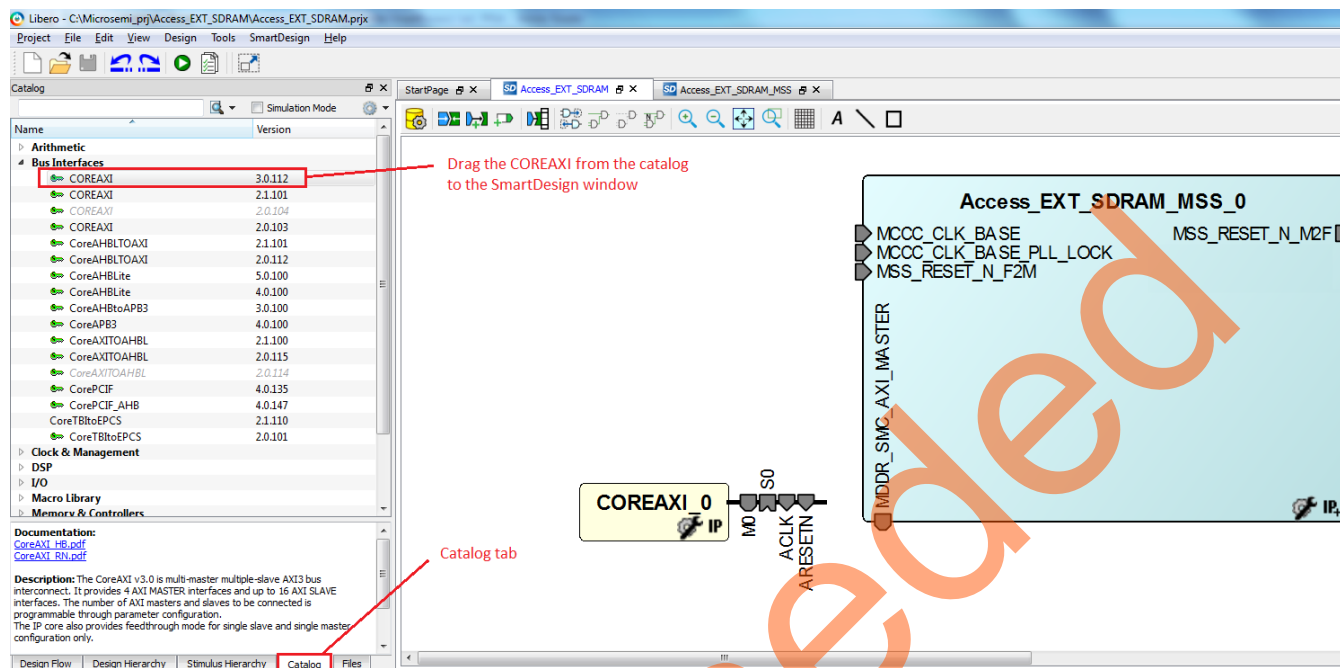 Libero - C:\Microsemi_prj\Access_EXT_SDRAM\Access_EXT_SDRAM.prjx
Project File Edit View Design Tools SmartDesign Help
Catalog
Simulation Mode
Name Version
Arithmetic
Bus Interfaces
COREAXI 3.0.112
COREAXI 2.1.101
COREAXI 2.0.104
COREAXI 2.0.103
CoreAHBLTOAXI 2.1.101
CoreAHBLTOAXI 2.0.112
CoreAHBLite 5.0.100
CoreAHBLite 4.0.100
CoreAHBtoAPB3 3.0.100
CoreAPB3 4.0.100
CoreAXITOAHBL 2.1.100
CoreAXITOAHBL 2.0.115
CoreAXITOAHBL 2.0.114
CorePCIF 4.0.135
CorePCIF_AHB 4.0.147
CoreTBItoEPCS 2.1.110
CoreTBItoEPCS 2.0.101
Clock & Management
DSP
I/O
Macro Library
Memory & Controllers
Documentation:
CoreAXI_HB.pdf
CoreAXI_RN.pdf
Description: The CoreAXI v3.0 is multi-master multiple-slave AXI3 bus
interconnect. It provides 4 AXI MASTER interfaces and up to 16 AXI SLAVE
interfaces. The number of AXI masters and slaves to be connected is
programmable through parameter configuration.
The IP core also provides feedthrough mode for single slave and single master
configuration only.
Design Flow Design Hierarchy Stimulus Hierarchy Catalog Files
StartPage Access_EXT_SDRAM Access_EXT_SDRAM_MSS
A
Drag the COREAXI from the catalog
to the SmartDesign window
Catalog tab
COREAXI_0
IP
M0
S0
ACLK
ARESETN
Access_EXT_SDRAM_MSS_0
MCCC_CLK_BASE MSS_RESET_N_M2F
MCCC_CLK_BASE_PLL_LOCK
MSS_RESET_N_F2M
MDDR_SMC_AXI_MASTER
IP
eded